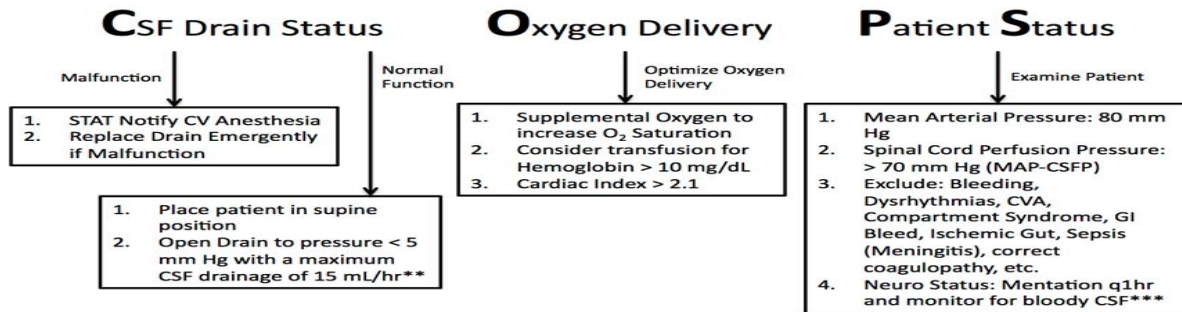 CSF Drain Status
Malfunction
Normal
Function
1. STAT Notify CV Anesthesia
2. Replace Drain Emergently
if Malfunction
1. Place patient in supine
position
2. Open Drain to pressure < 5
mm Hg with a maximum
CSF drainage of 15 mL/hr**
Oxygen Delivery
Optimize Oxygen
Delivery
1. Supplemental Oxygen to
increase O₂ Saturation
2. Consider transfusion for
Hemoglobin > 10 mg/dL
3. Cardiac Index > 2.1
Patient Status
Examine Patient
1. Mean Arterial Pressure: 80 mm
Hg
2. Spinal Cord Perfusion Pressure:
> 70 mm Hg (MAP-CSFP)
3. Exclude: Bleeding,
Dysrhythmias, CVA,
Compartment Syndrome, GI
Bleed, Ischemic Gut, Sepsis
(Meningitis), correct
coagulopathy, etc.
4. Neuro Status: Mentation q1hr
and monitor for bloody CSF***